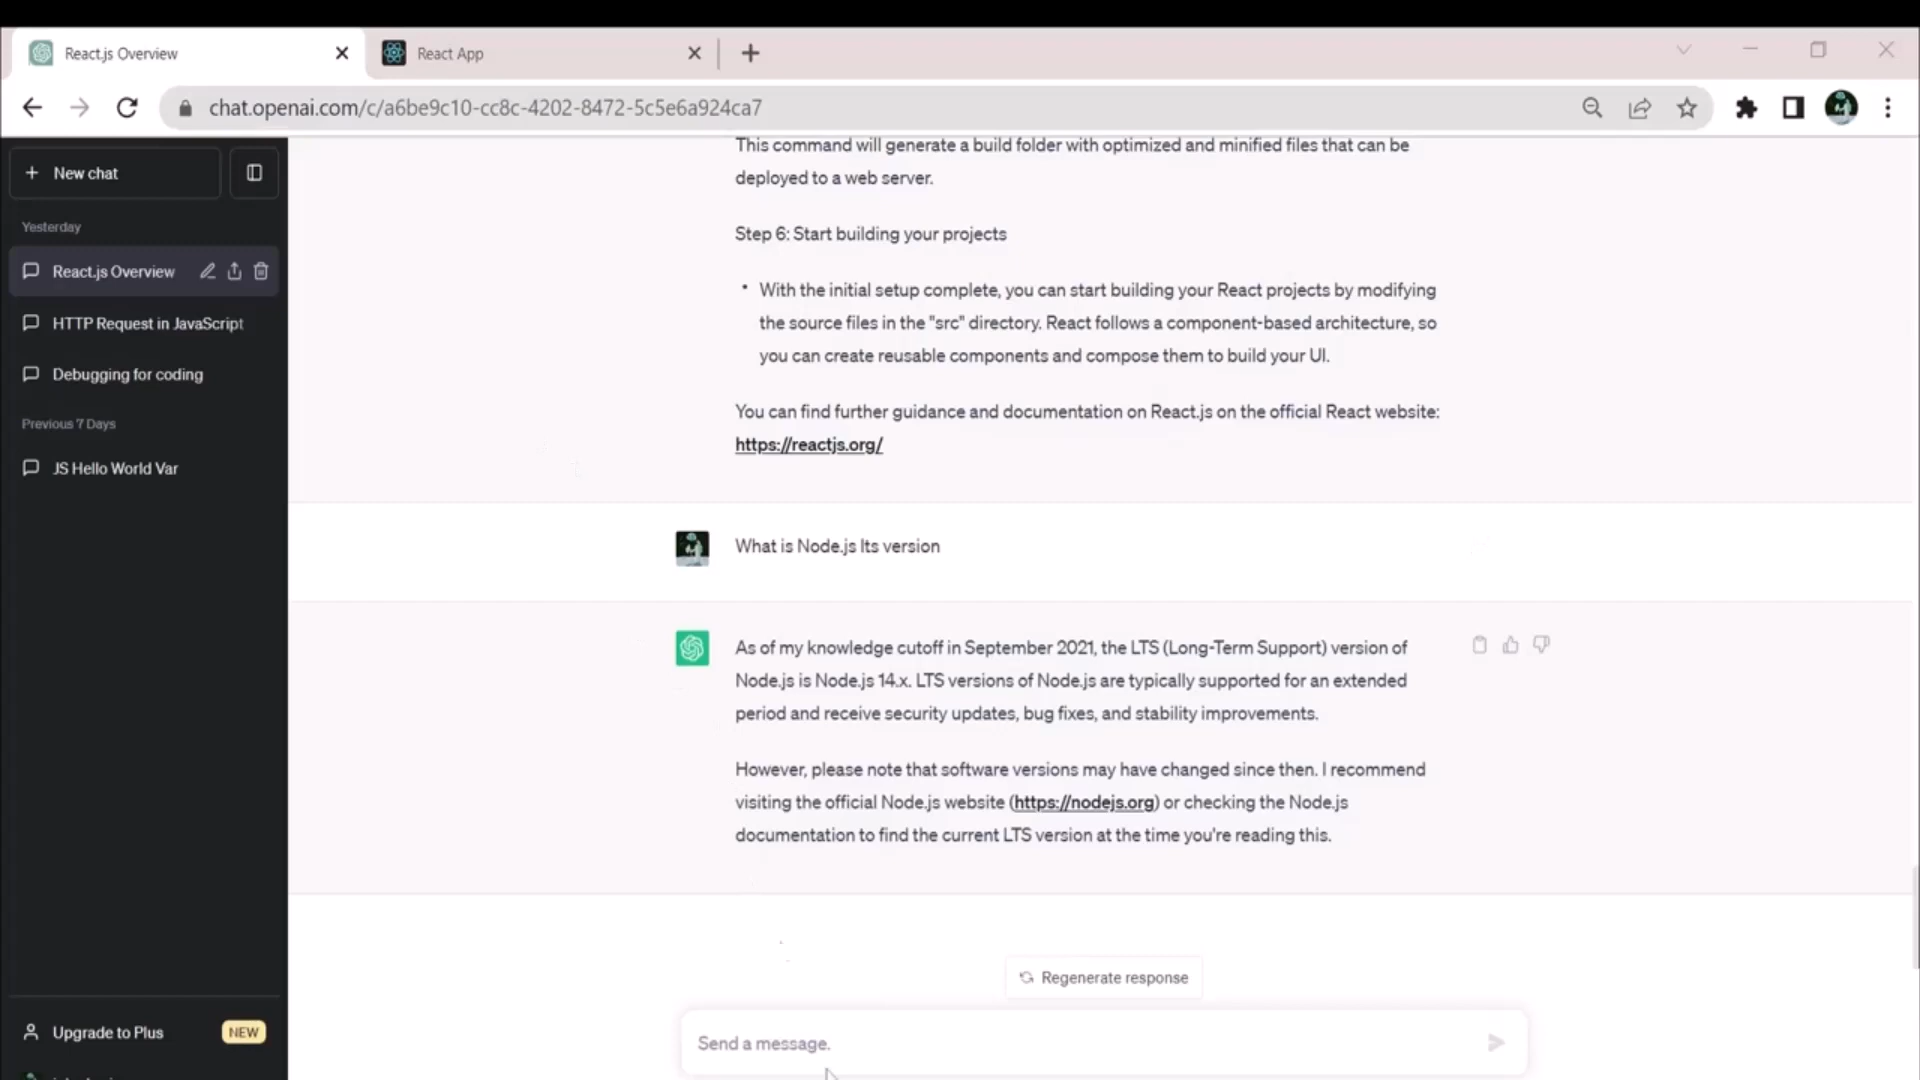 React.js Overview
React App
chat.openai.com/c/a6be9c10-cc8c-4202-8472-5c5e6a924ca7
New chat
Yesterday
React.js Overview
HTTP Request in JavaScript
Debugging for coding
Previous 7 Days
JS Hello World Var
Upgrade to Plus
NEW
This command will generate a build folder with optimized and minified files that can be
deployed to a web server.
Step 6: Start building your projects
• With the initial setup complete, you can start building your React projects by modifying
the source files in the "src" directory. React follows a component-based architecture, so
you can create reusable components and compose them to build your UI.
You can find further guidance and documentation on React.js on the official React website:
https://reactjs.org/
What is Node.js Its version
As of my knowledge cutoff in September 2021, the LTS (Long-Term Support) version of
Node.js is Node.js 14.x. LTS versions of Node.js are typically supported for an extended
period and receive security updates, bug fixes, and stability improvements.
However, please note that software versions may have changed since then. I recommend
visiting the official Node.js website (https://nodejs.org) or checking the Node.js
documentation to find the current LTS version at the time you're reading this.
Regenerate response
Send a message.